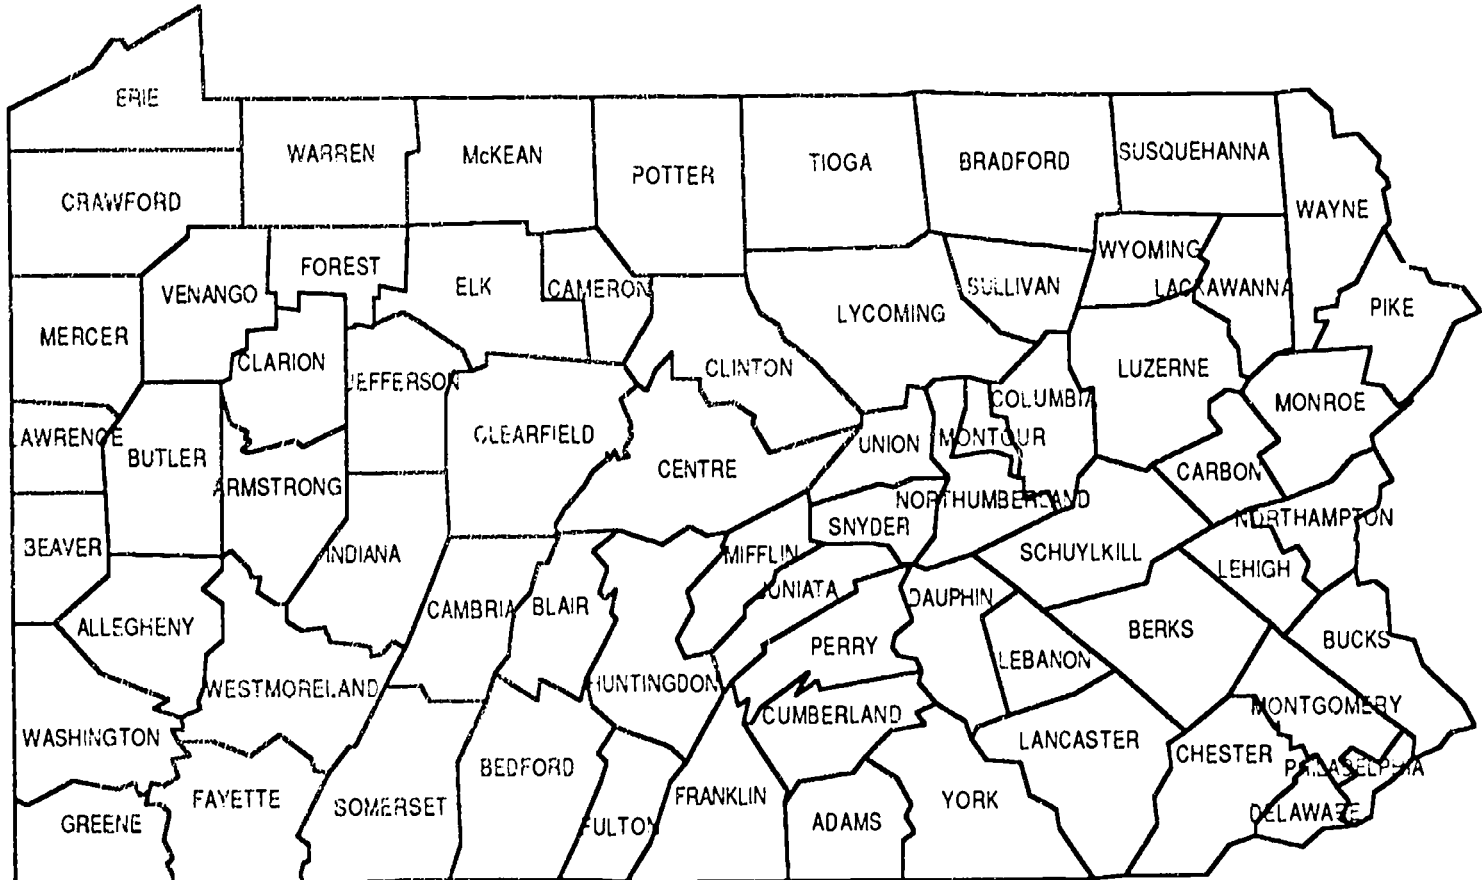 ERIE
WARREN
McKEAN
POTTER
TIOGA
BRADFORD
SUSQUEHANNA
CRAWFORD
WAYNE
WYOMING
FOREST
VENANGO
ELK
CAMERON
SULLIVAN
LACKAWANNA
MERCER
LYCOMING
PIKE
CLARION
JEFFERSON
CLINTON
LUZERNE
COLUMBIA
MONROE
LAWRENCE
BUTLER
CLEARFIELD
UNION
MONTOUR
CENTRE
CARBON
ARMSTRONG
NORTHUMBERLAND
NORTHAMPTON
SNYDER
BEAVER
INDIANA
MIFFLIN
SCHUYLKILL
LEHIGH
JUNIATA
DAUPHIN
CAMBRIA
BLAIR
ALLEGHENY
BERKS
BUCKS
PERRY
LEBANON
WESTMORELAND
HUNTINGDON
MONTGOMERY
CUMBERLAND
WASHINGTON
LANCASTER
CHESTER
BEDFORD
PHILADELPHIA
FAYETTE
SOMERSET
FRANKLIN
YORK
GREENE
FULTON
ADAMS
DELAWARE